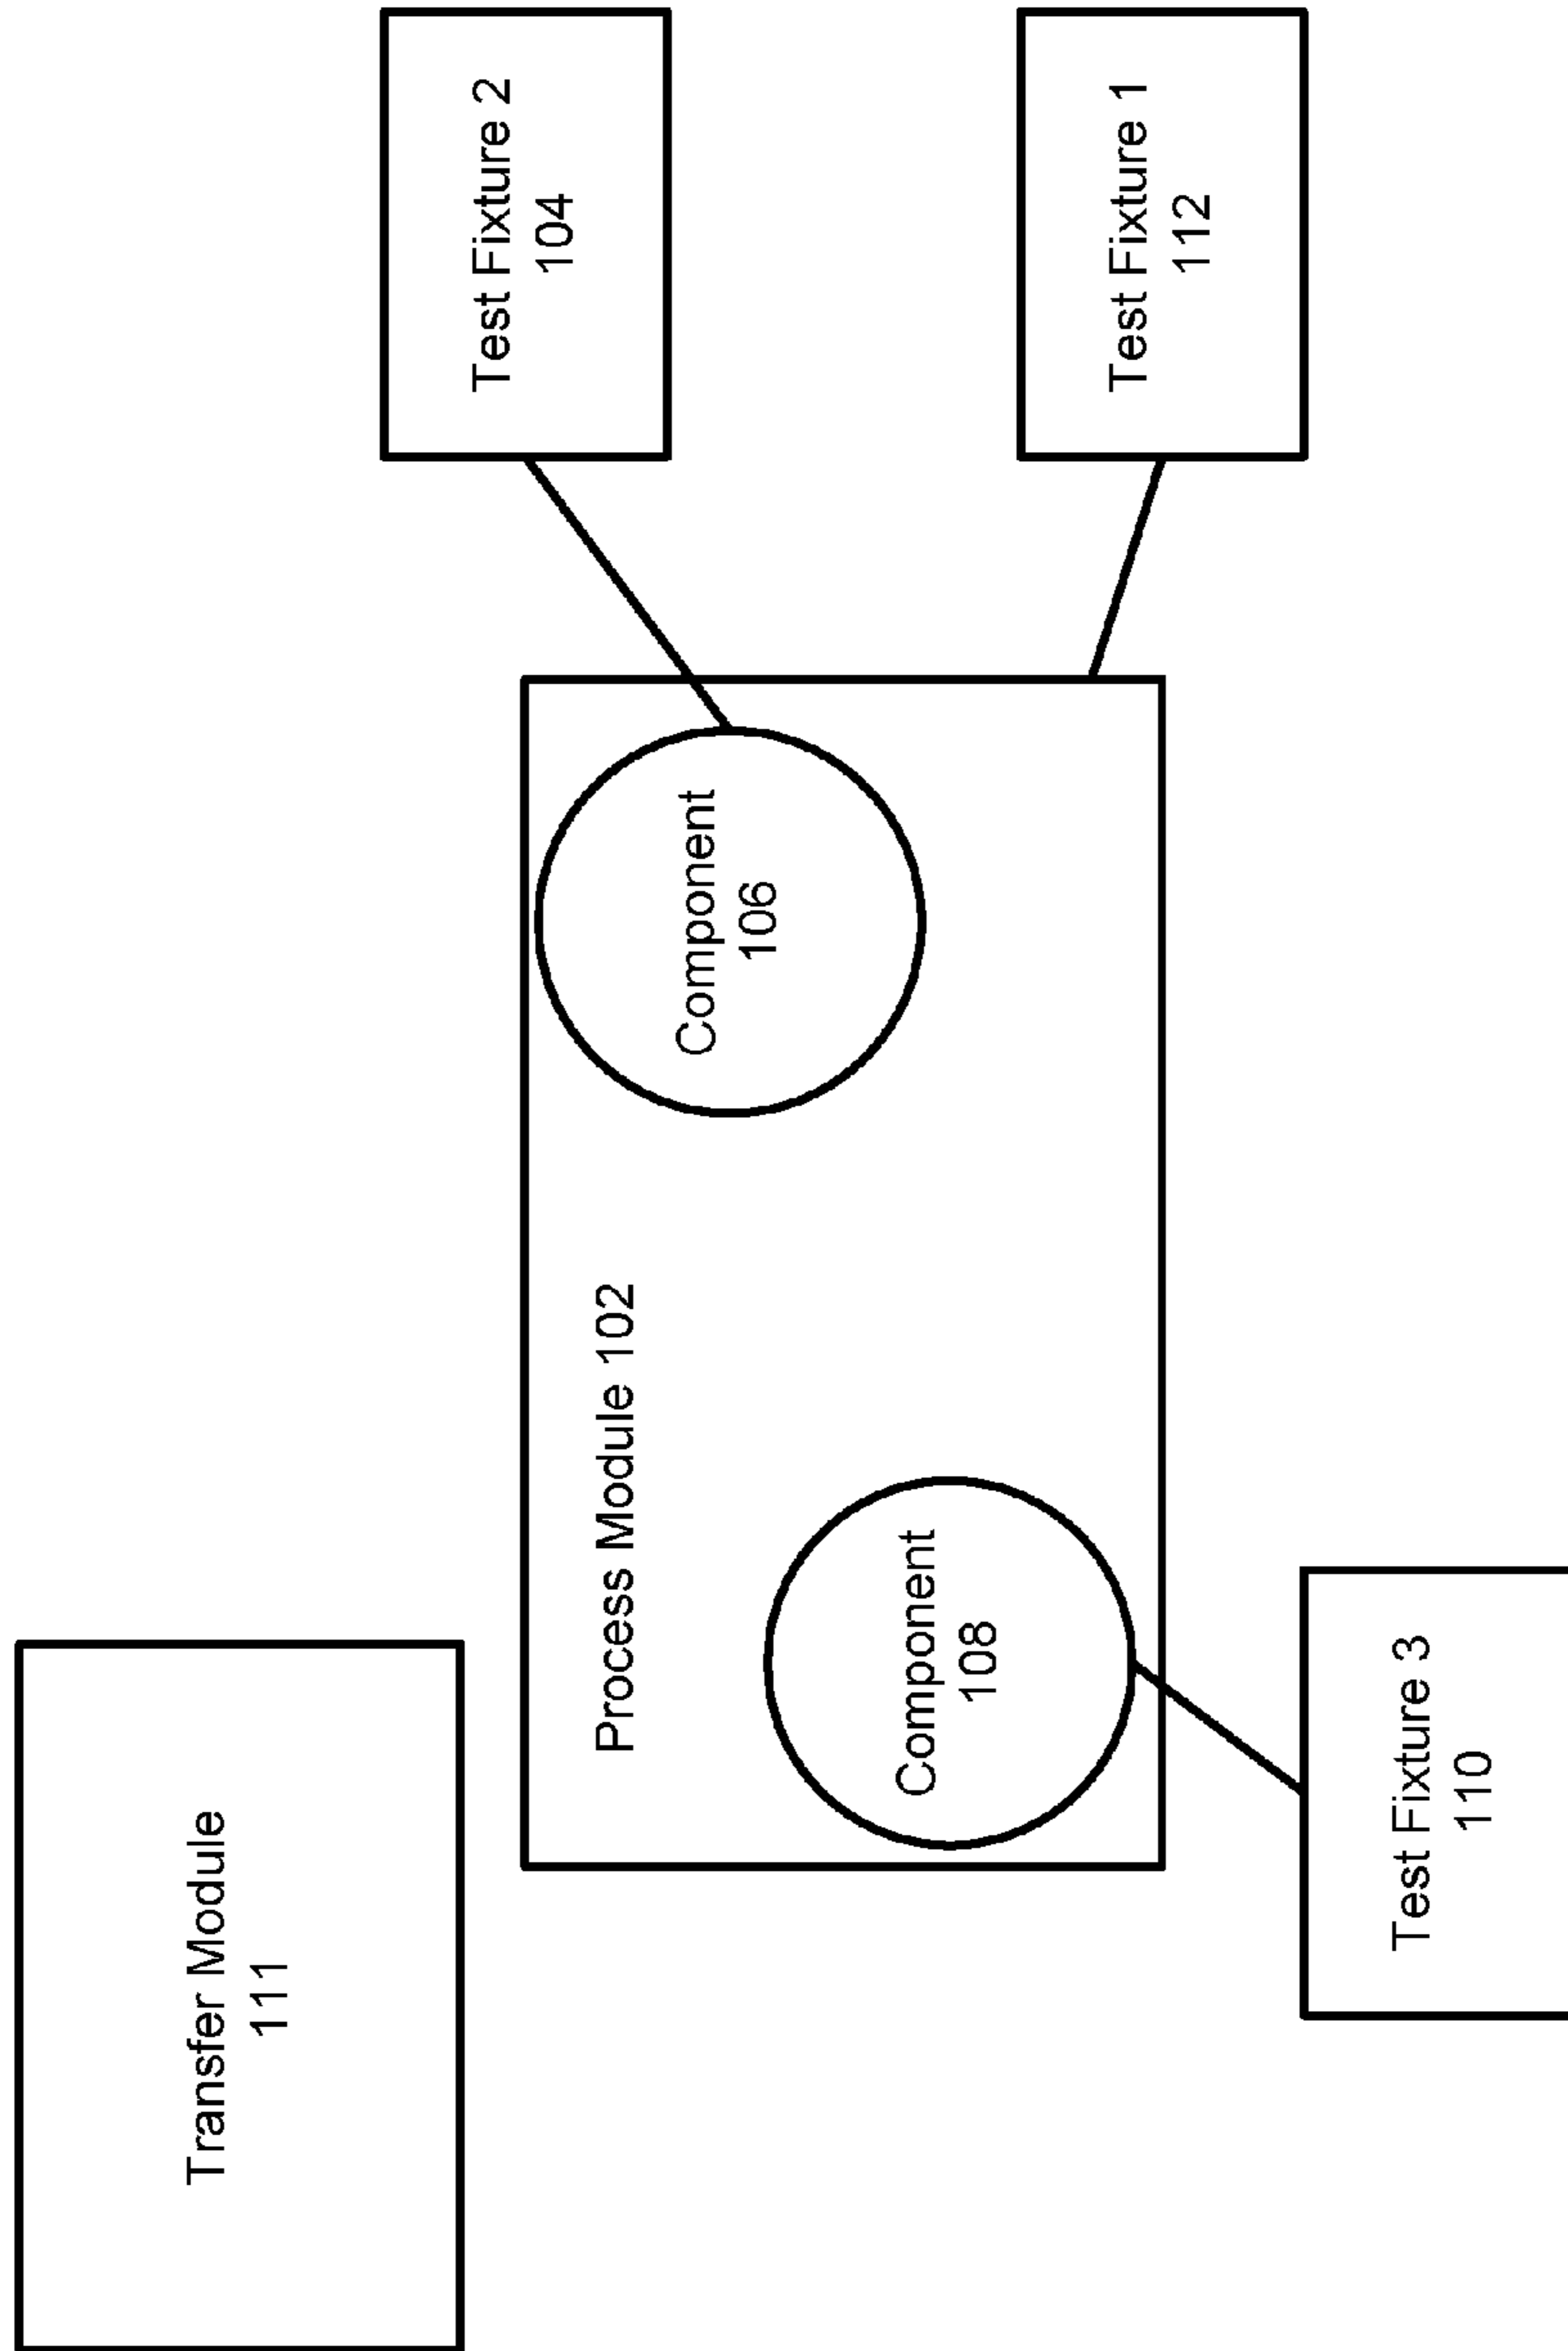 Transfer Module
111
Process Module 102
Component
108
Component
106
Test Fixture 2
104
Test Fixture 1
112
Test Fixture 3
110